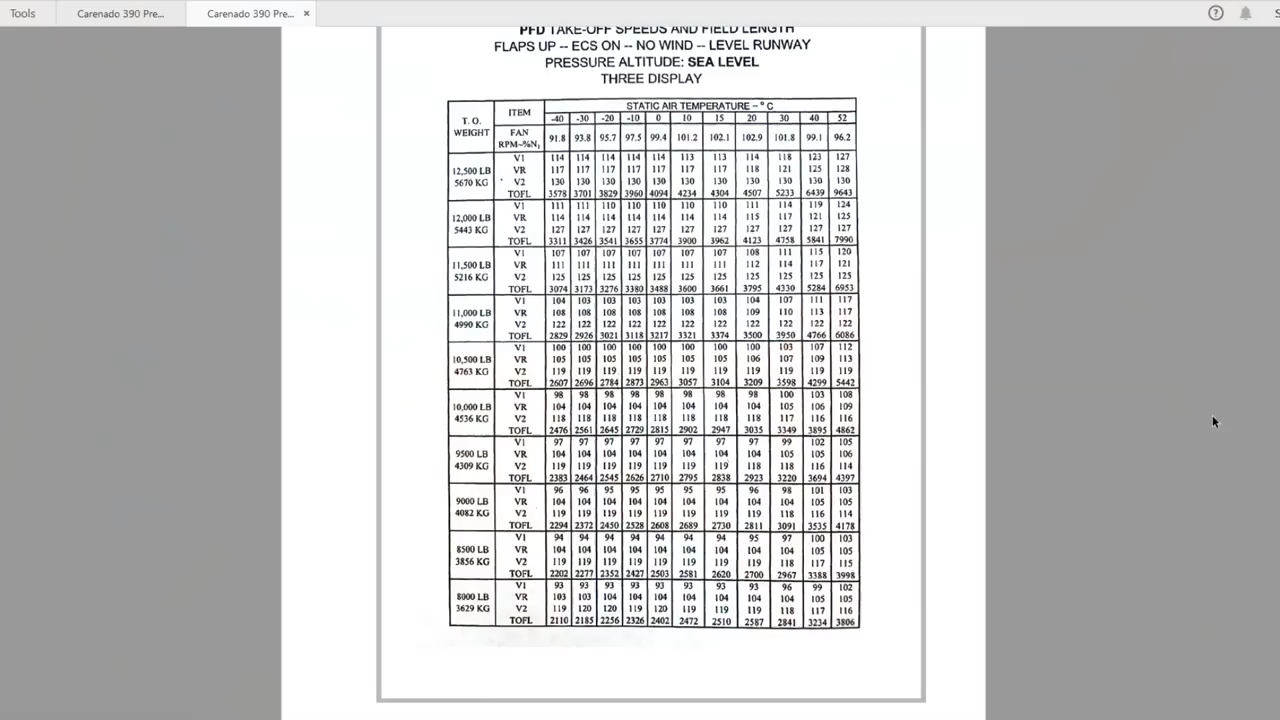 Tools Carenado 390 Pre... Carenado 390 Pre... ×
PFD TAKE-OFF SPEEDS AND FIELD LENGTH
FLAPS UP -- ECS ON -- NO WIND -- LEVEL RUNWAY
PRESSURE ALTITUDE: SEA LEVEL
THREE DISPLAY
T. O. WEIGHT ITEM STATIC AIR TEMPERATURE ~ ° C
-40 -30 -20 -10 0 10 15 20 30 40 52
FAN RPM~%N1 91.8 93.8 95.7 97.5 99.4 101.2 102.1 102.9 101.8 99.1 96.2
12,500 LB 5670 KG
V1 114 114 114 114 114 113 113 114 118 123 127
VR 117 117 117 117 117 117 117 118 121 125 128
V2 130 130 130 130 130 130 130 130 130 130 130
TOFL 3578 3701 3829 3960 4094 4234 4304 4507 5233 6439 9643
12,000 LB 5443 KG
V1 111 111 110 110 110 110 110 111 114 119 124
VR 114 114 114 114 114 114 114 115 117 121 125
V2 127 127 127 127 127 127 127 127 127 127 127
TOFL 3311 3426 3541 3655 3774 3900 3962 4123 4758 5841 7990
11,500 LB 5216 KG
V1 107 107 107 107 107 107 107 108 111 115 120
VR 111 111 111 111 111 111 111 112 114 117 121
V2 125 125 125 125 125 125 125 125 125 125 125
TOFL 3074 3173 3276 3380 3488 3600 3661 3795 4330 5284 6953
11,000 LB 4990 KG
V1 104 103 103 103 103 103 103 104 107 111 117
VR 108 108 108 108 108 108 108 109 110 113 117
V2 122 122 122 122 122 122 122 122 122 122 122
TOFL 2829 2926 3021 3118 3217 3321 3374 3500 3950 4766 6086
10,500 LB 4763 KG
V1 100 100 100 100 100 100 100 100 103 107 112
VR 105 105 105 105 105 105 105 106 107 109 113
V2 119 119 119 119 119 119 119 119 119 119 119
TOFL 2607 2696 2784 2873 2963 3057 3104 3209 3598 4299 5442
10,000 LB 4536 KG
V1 98 98 98 98 98 98 98 98 100 103 108
VR 104 104 104 104 104 104 104 104 105 106 109
V2 118 118 118 118 118 118 118 118 117 116 116
TOFL 2476 2561 2645 2729 2815 2902 2947 3035 3349 3895 4862
9500 LB 4309 KG
V1 97 97 97 97 97 97 97 97 99 102 105
VR 104 104 104 104 104 104 104 104 105 105 106
V2 119 119 119 119 119 119 119 118 118 116 114
TOFL 2383 2464 2545 2626 2710 2795 2838 2923 3220 3694 4397
9000 LB 4082 KG
V1 96 96 95 95 95 95 95 96 98 101 103
VR 104 104 104 104 104 104 104 104 104 105 105
V2 119 119 119 119 119 119 119 119 118 116 114
TOFL 2294 2372 2450 2528 2608 2689 2730 2811 3091 3535 4178
8500 LB 3856 KG
V1 94 94 94 94 94 94 94 95 97 100 103
VR 104 104 104 104 104 104 104 104 104 105 105
V2 119 119 119 119 119 119 119 119 118 117 115
TOFL 2202 2277 2352 2427 2503 2581 2620 2700 2967 3388 3998
8000 LB 3629 KG
V1 93 93 93 93 93 93 93 93 96 99 102
VR 103 103 104 104 104 104 104 104 104 105 105
V2 119 120 120 119 120 119 119 119 118 117 116
TOFL 2110 2185 2256 2326 2402 2472 2510 2587 2841 3234 3806